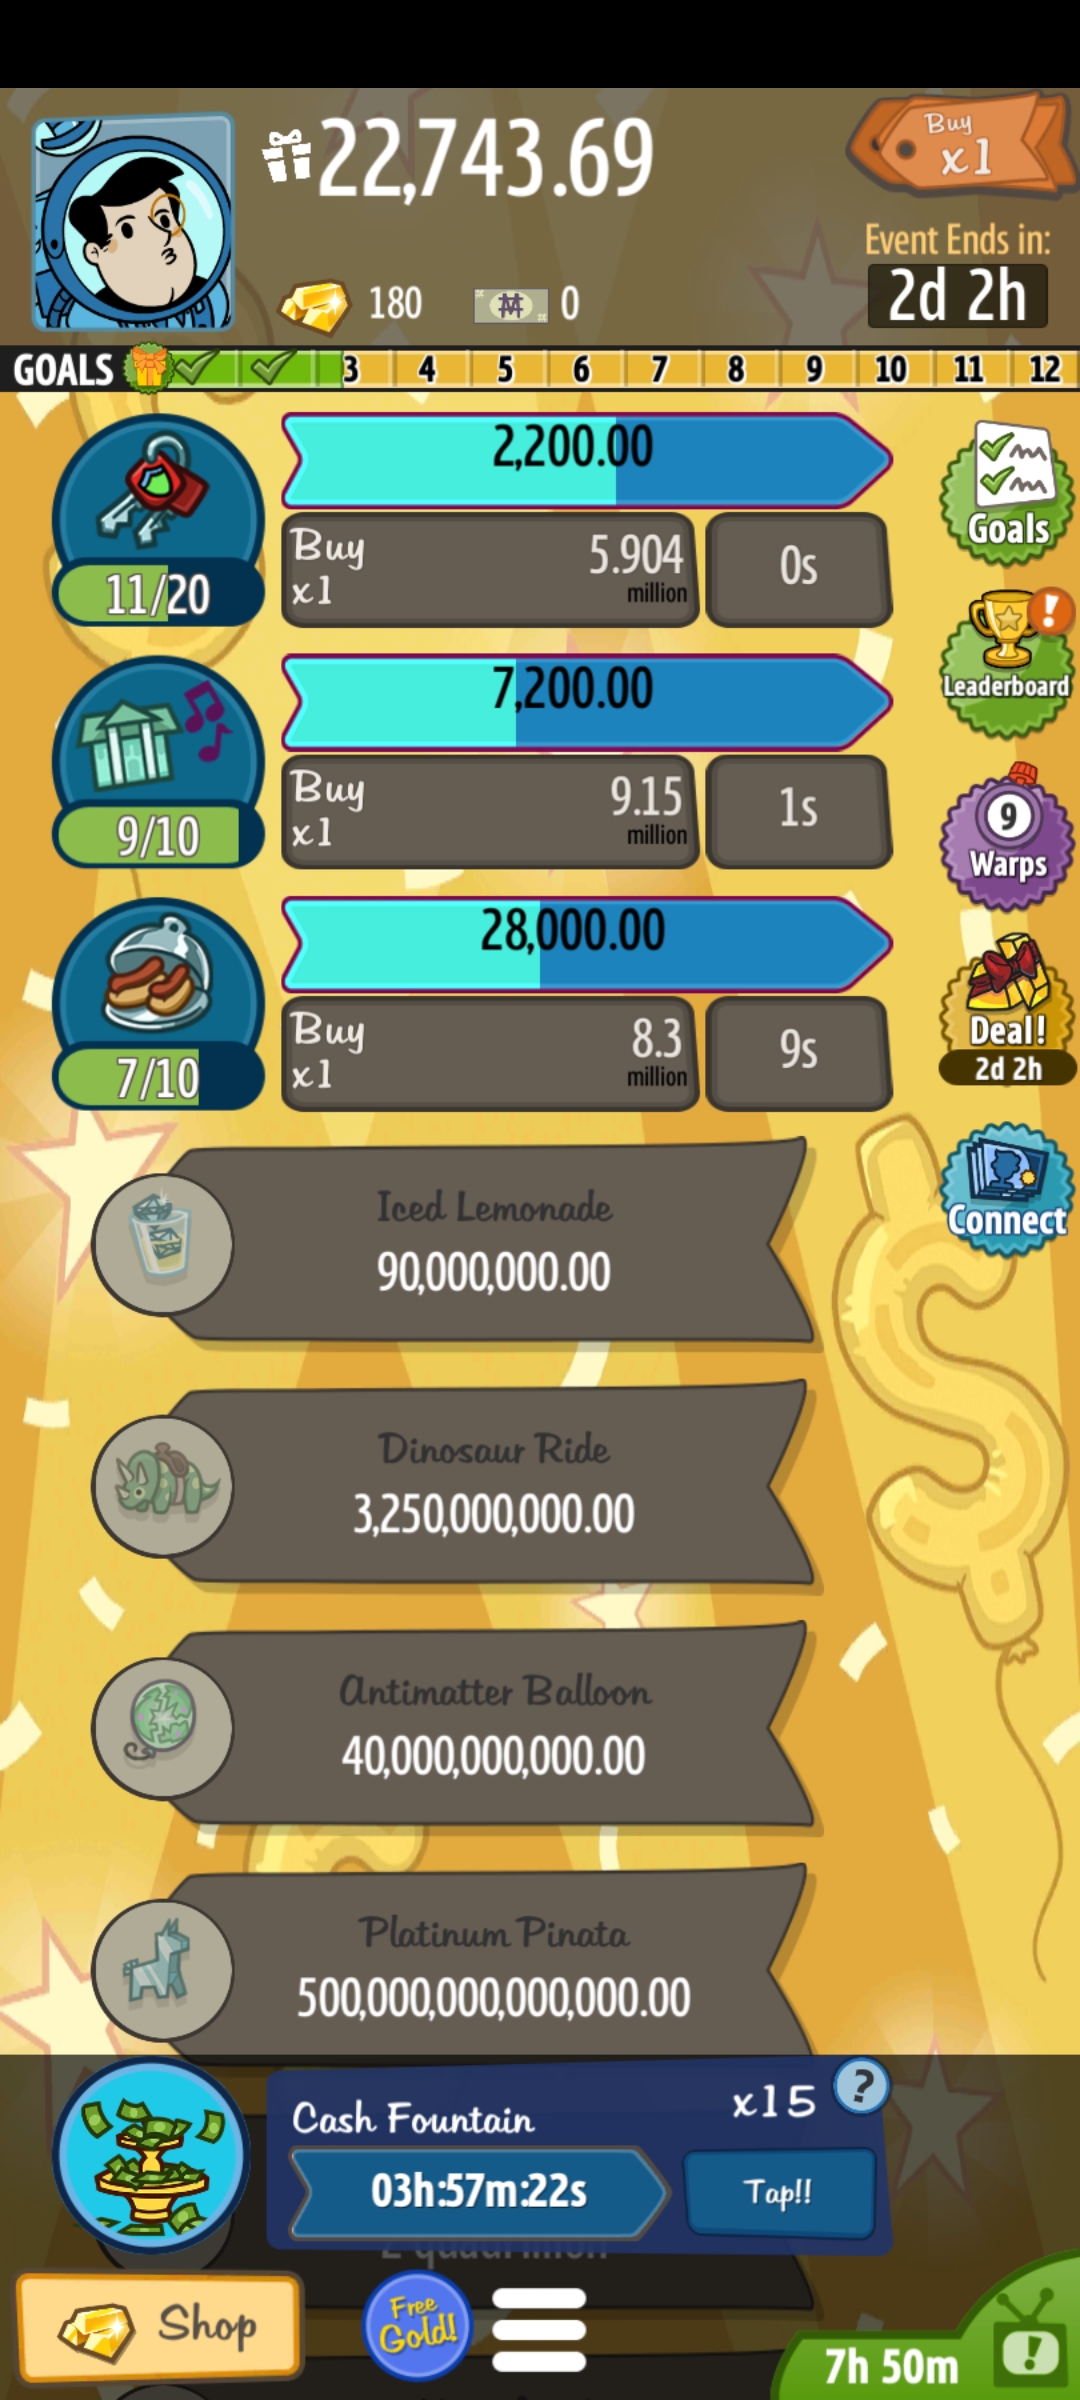 22,743.69
Buy
x1
Event Ends in:
2d 2h
180
0
GOALS 3 4 5 6 7 8 9 10 11 12
2,200.00
Buy
x1
5.904
million
0s
11/20
Goals
7,200.00
Buy
x1
9.15
million
1s
9/10
Leaderboard
9
Warps
28,000.00
Buy
x1
8.3
million
9s
7/10
Deal!
2d 2h
Connect
Iced Lemonade
90,000,000.00
Dinosaur Ride
3,250,000,000.00
Antimatter Balloon
40,000,000,000.00
Platinum Pinata
500,000,000,000,000.00
Cash Fountain
x15
?
03h:57m:22s
Tap!!
2 quadrillion
Shop
Free
Gold!
7h 50m